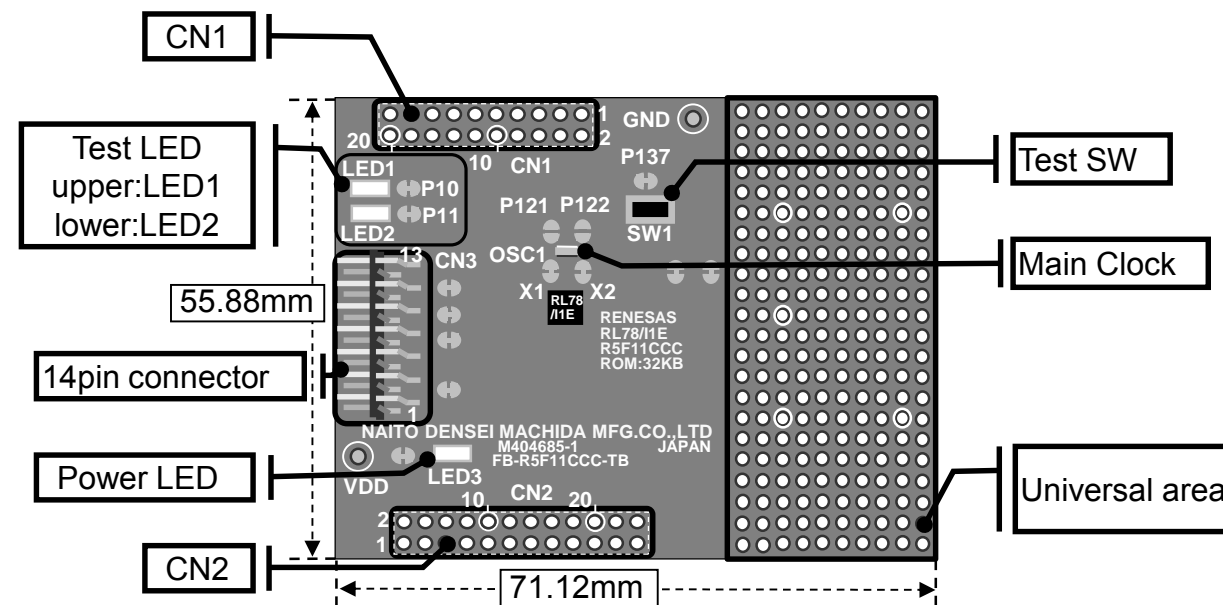 CN1
1
GND
2
20
10 CN1
Test LED
upper:LED1
lower:LED2
LED1
P10
P11
LED2
P137
Test SW
SW1
P121 P122
OSC1
Main Clock
13 CN3
X1 X2
RL78
/I1E
RENESAS
RL78/I1E
R5F11CCC
ROM:32KB
55.88mm
14pin connector
1
NAITO DENSEI MACHIDA MFG.CO.,LTD
M404685-1 JAPAN
FB-R5F11CCC-TB
Power LED
VDD
LED3
10 CN2 20
2
1
Universal area
CN2
71.12mm